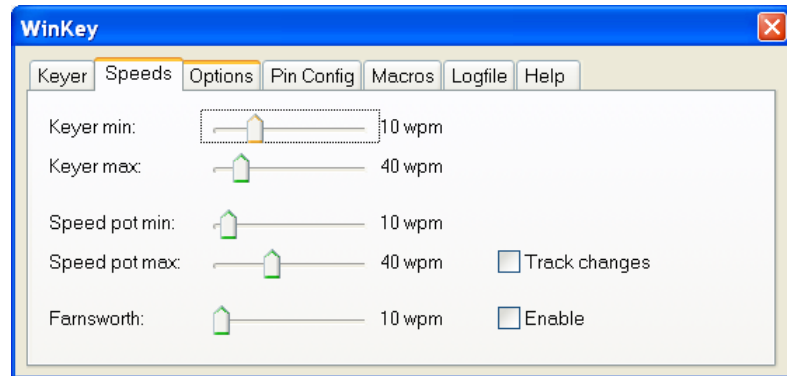 WinKey
Keyer Speeds Options Pin Config Macros Logfile Help
Keyer min: 10 wpm
Keyer max: 40 wpm
Speed pot min: 10 wpm
Speed pot max: 40 wpm Track changes
Farnsworth: 10 wpm Enable